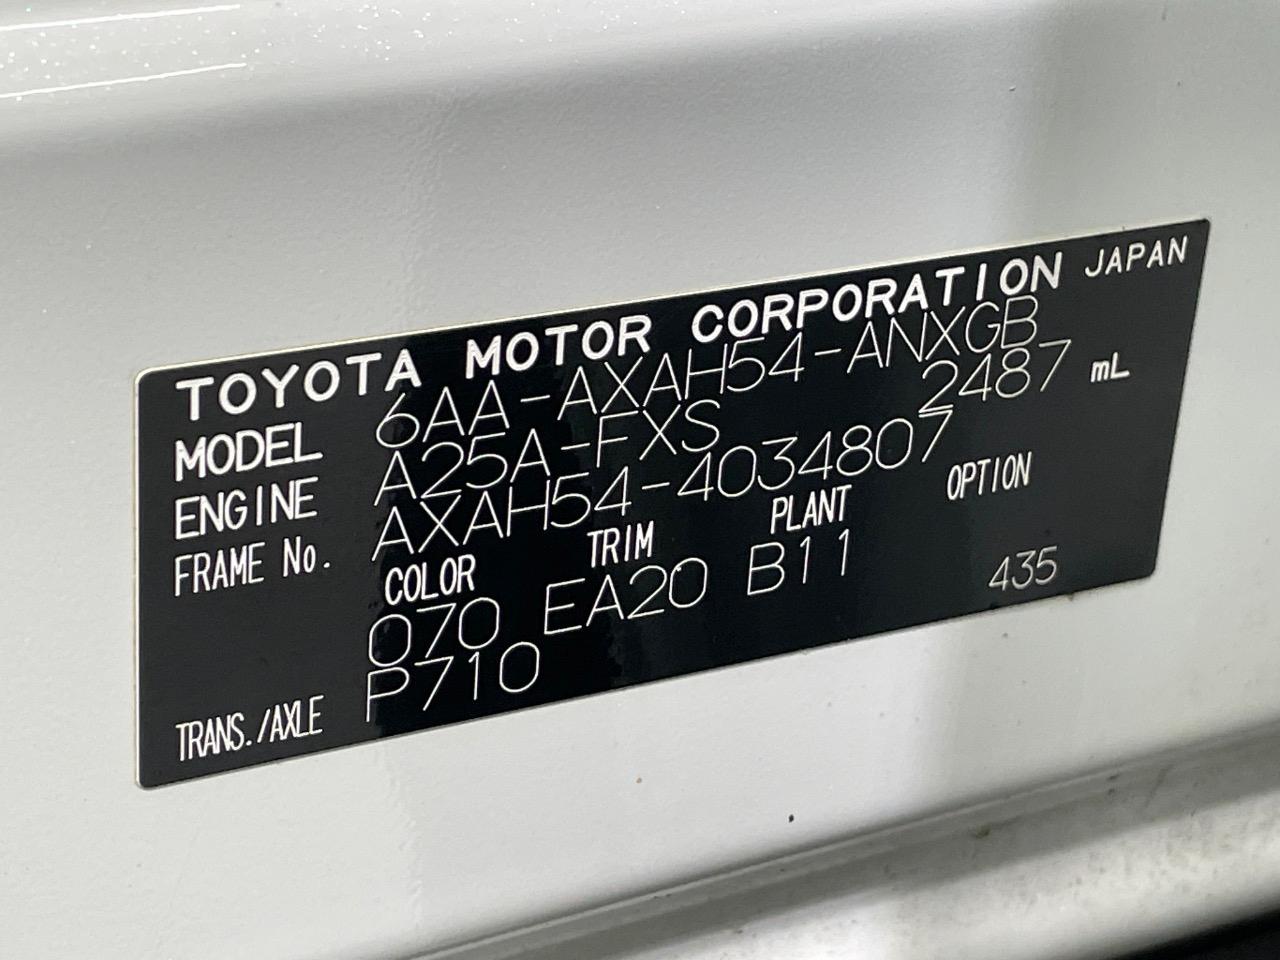 TOYOTA MOTOR CORPORATION JAPAN
MODEL 6AA-AXAH54-ANXGB
ENGINE A25A-FXS 2487 mL
FRAME No. AXAH54-4034807
COLOR TRIM PLANT OPTION
070 EA20 B11 435
TRANS./AXLE P710